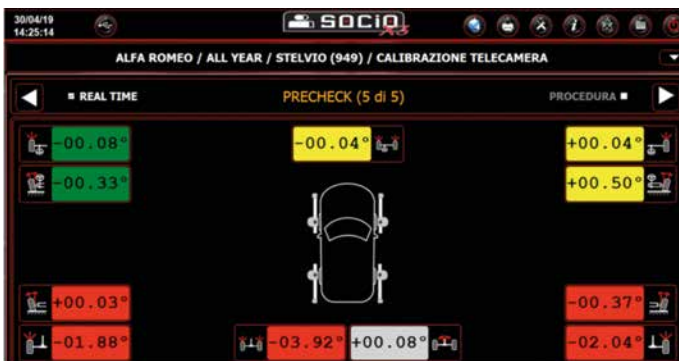 30/04/19
14:25:14
SOCIO X3
ALFA ROMEO / ALL YEAR / STELVIO (949) / CALIBRAZIONE TELECAMERA
REAL TIME PRECHECK (5 di 5) PROCEDURA
-00.08° -00.04° +00.04°
-00.33° +00.50°
+00.03° -00.37°
-01.88° -03.92° +00.08° -02.04°